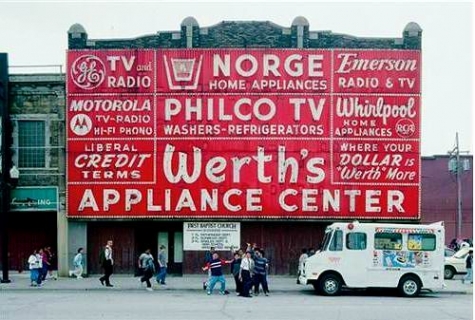 GE
TV and
RADIO
NORGE
HOME APPLIANCES
Emerson
RADIO & TV
MOTOROLA
TV-RADIO
HI-FI PHONO
PHILCO TV
WASHERS-REFRIGERATORS
Whirlpool
HOME
APPLIANCES
RCA
LIBERAL
CREDIT
TERMS
Werth's
WHERE YOUR
DOLLAR IS
"Werth" MORE
APPLIANCE CENTER
ING
FIRST BAPTIST CHURCH